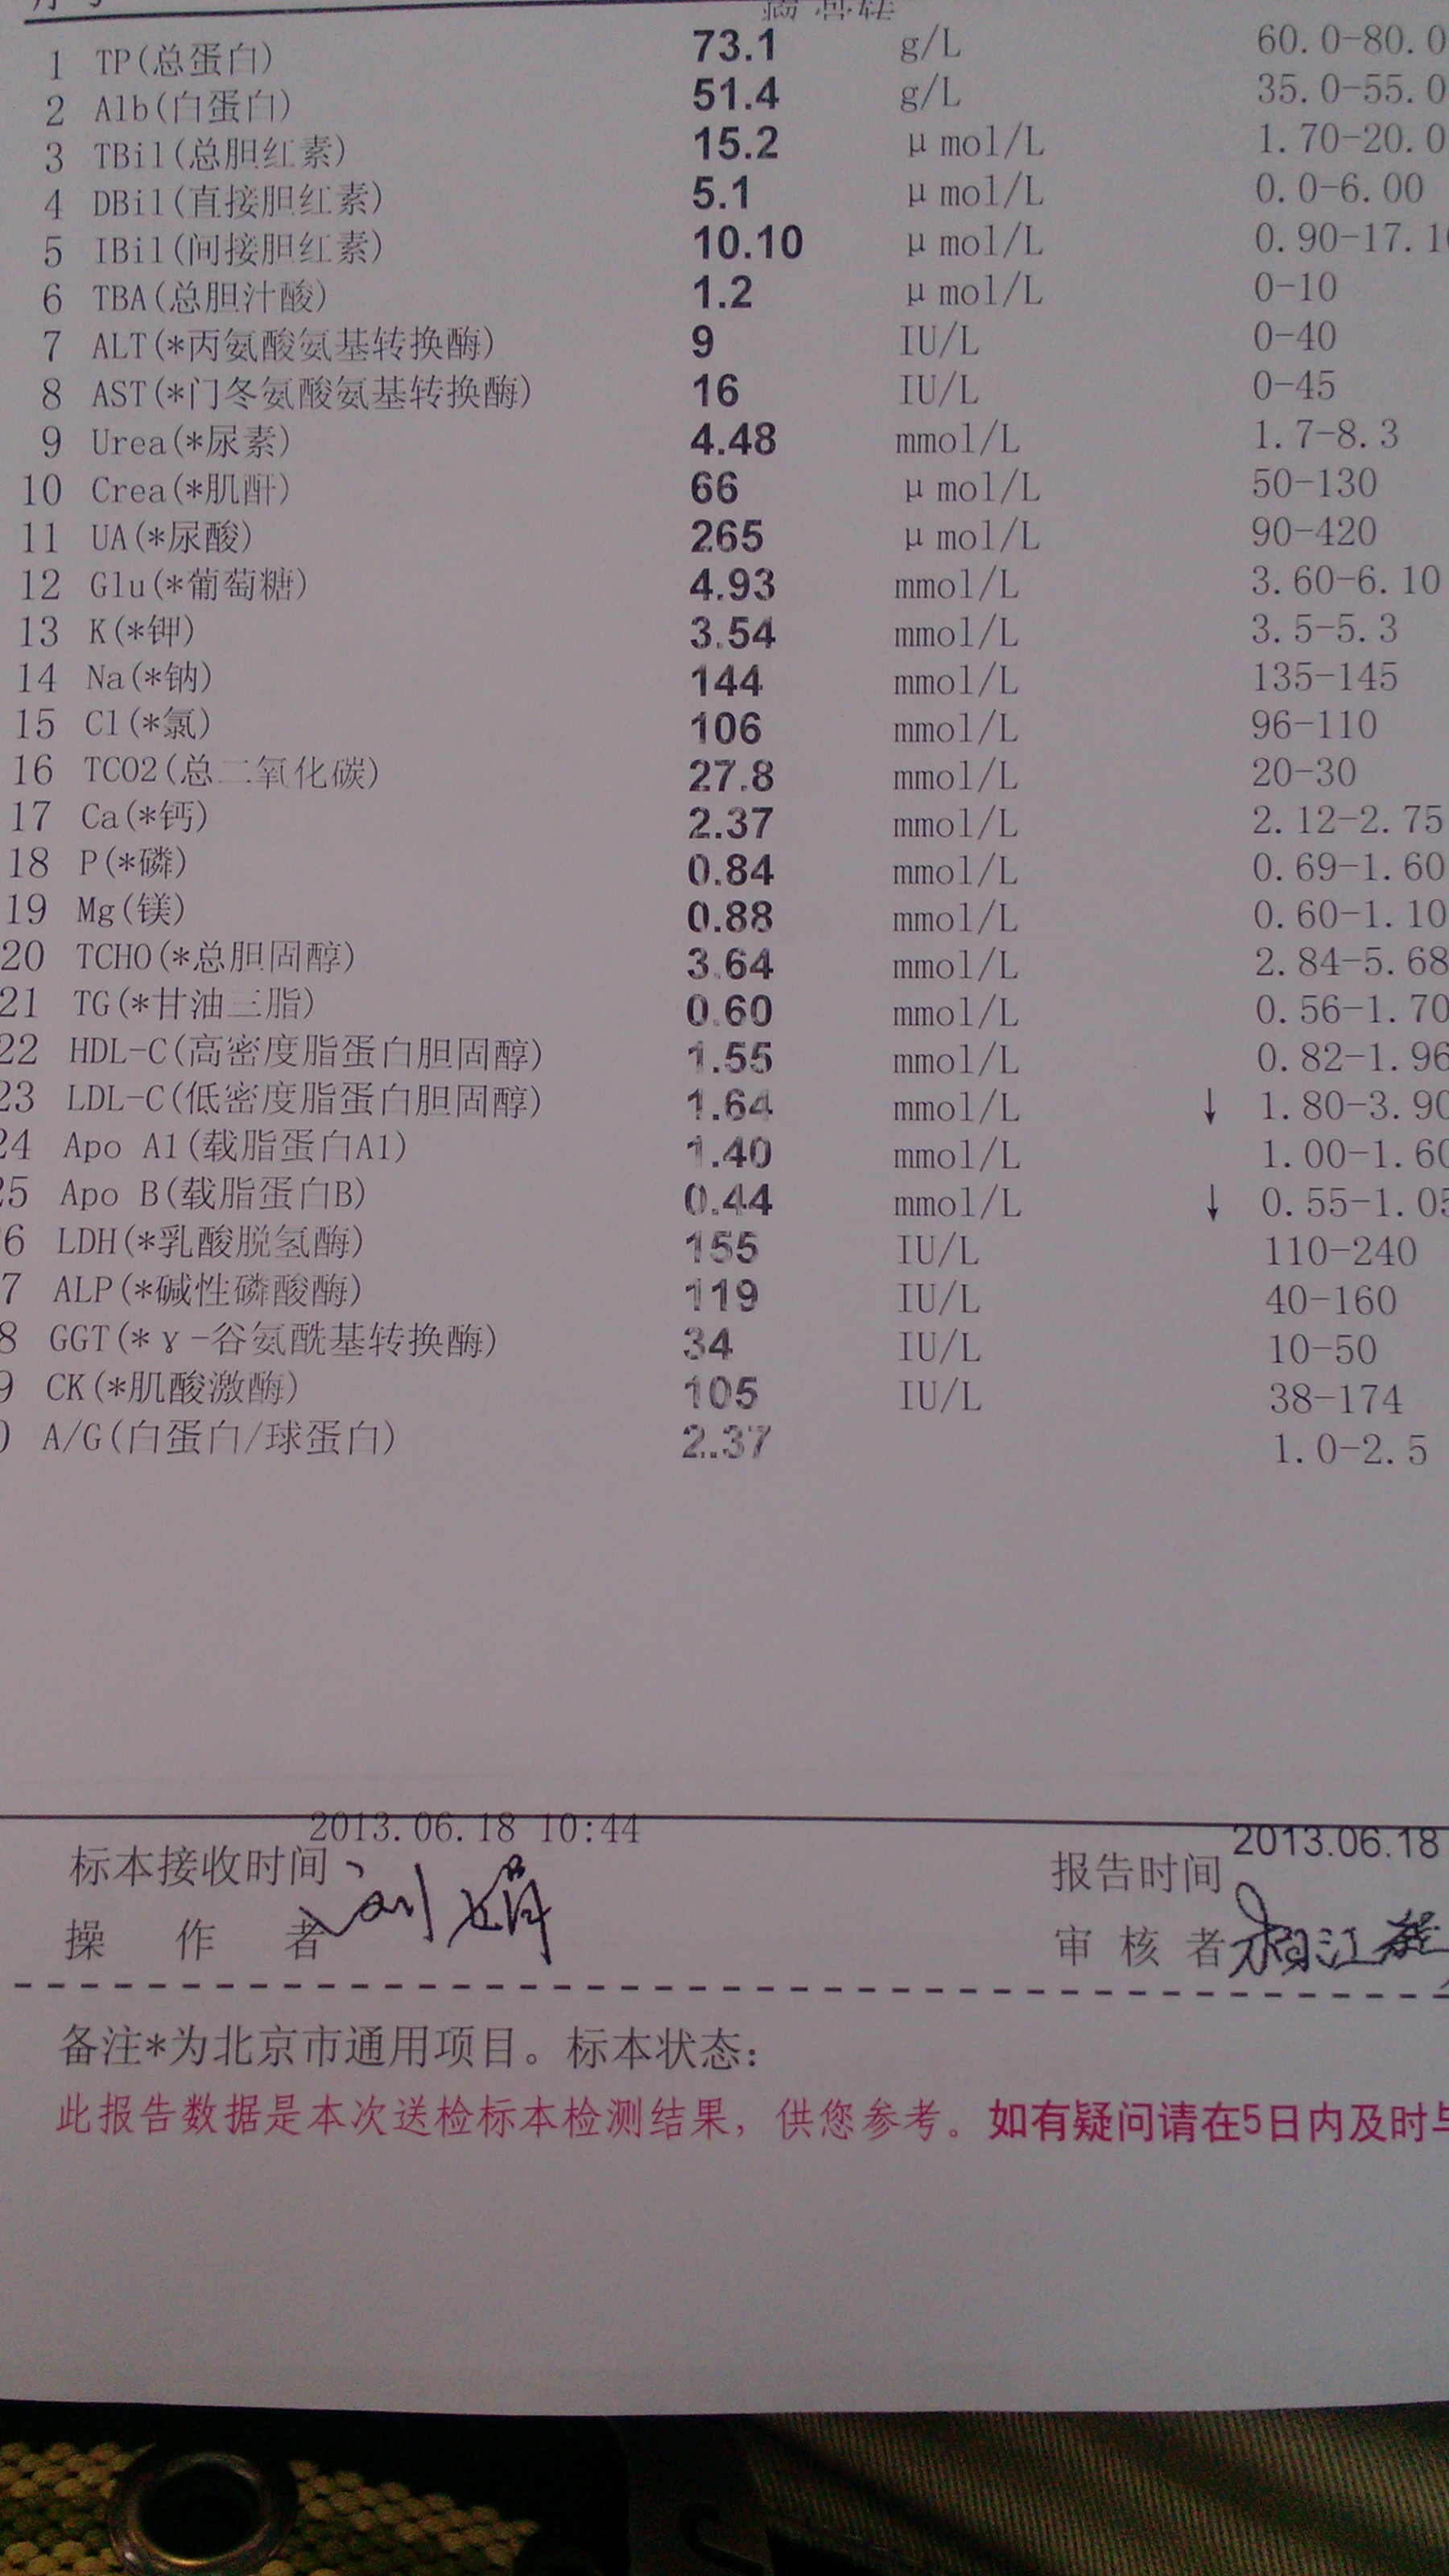 1 TP(总蛋白) 73.1 g/L 60.0-80.0
2 Alb(白蛋白) 51.4 g/L 35.0-55.0
3 TBil(总胆红素) 15.2 μmol/L 1.70-20.0
4 DBil(直接胆红素) 5.1 μmol/L 0.0-6.00
5 IBil(间接胆红素) 10.10 μmol/L 0.90-17.10
6 TBA(总胆汁酸) 1.2 μmol/L 0-10
7 ALT(*丙氨酸氨基转换酶) 9 IU/L 0-40
8 AST(*门冬氨酸氨基转换酶) 16 IU/L 0-45
9 Urea(*尿素) 4.48 mmol/L 1.7-8.3
10 Crea(*肌酐) 66 μmol/L 50-130
11 UA(*尿酸) 265 μmol/L 90-420
12 Glu(*葡萄糖) 4.93 mmol/L 3.60-6.10
13 K(*钾) 3.54 mmol/L 3.5-5.3
14 Na(*钠) 144 mmol/L 135-145
15 Cl(*氯) 106 mmol/L 96-110
16 TCO2(总二氧化碳) 27.8 mmol/L 20-30
17 Ca(*钙) 2.37 mmol/L 2.12-2.75
18 P(*磷) 0.84 mmol/L 0.69-1.60
19 Mg(镁) 0.88 mmol/L 0.60-1.10
20 TCHO(*总胆固醇) 3.64 mmol/L 2.84-5.68
21 TG(*甘油三脂) 0.60 mmol/L 0.56-1.70
22 HDL-C(高密度脂蛋白胆固醇) 1.55 mmol/L 0.82-1.96
23 LDL-C(低密度脂蛋白胆固醇) 1.64 mmol/L ↓ 1.80-3.90
24 Apo A1(载脂蛋白A1) 1.40 mmol/L 1.00-1.60
25 Apo B(载脂蛋白B) 0.44 mmol/L ↓ 0.55-1.05
6 LDH(*乳酸脱氢酶) 155 IU/L 110-240
7 ALP(*碱性磷酸酶) 119 IU/L 40-160
8 GGT(*γ-谷氨酰基转换酶) 34 IU/L 10-50
9 CK(*肌酸激酶) 105 IU/L 38-174
A/G(白蛋白/球蛋白) 2.37 1.0-2.5
标本接收时间 2013.06.18 10:44 报告时间 2013.06.18
操作者 审核者
备注*为北京市通用项目。标本状态:
此报告数据是本次送检标本检测结果，供您参考。如有疑问请在5日内及时与